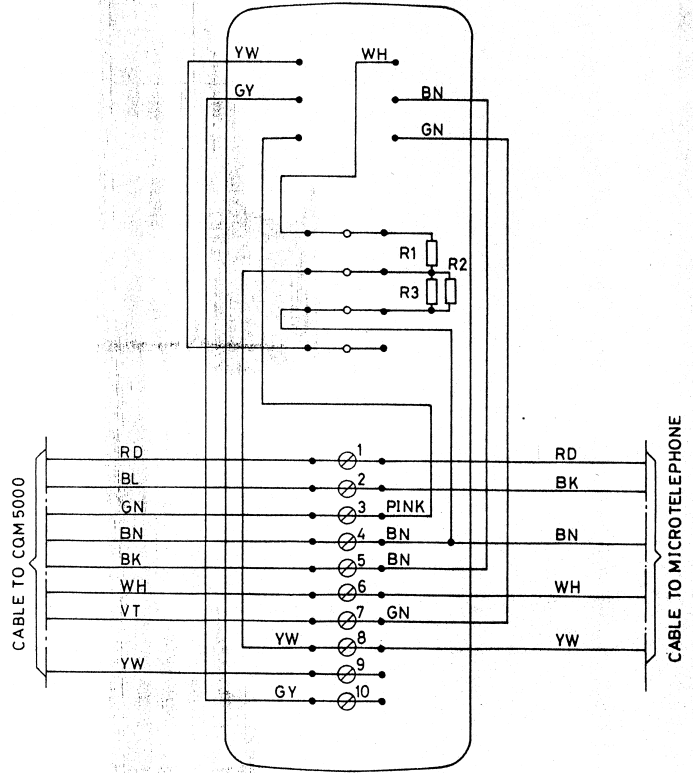 YW WH
GY BN
GN
R1 R2
R3
RD 1 RD
BL 2 BK
GN 3 PINK
BN 4 BN BN
BK 5 BN
WH 6 WH
VT 7 GN
YW 8 YW
YW 9
GY 10
CABLE TO CQM 5000
CABLE TO MICROTELEPHONE